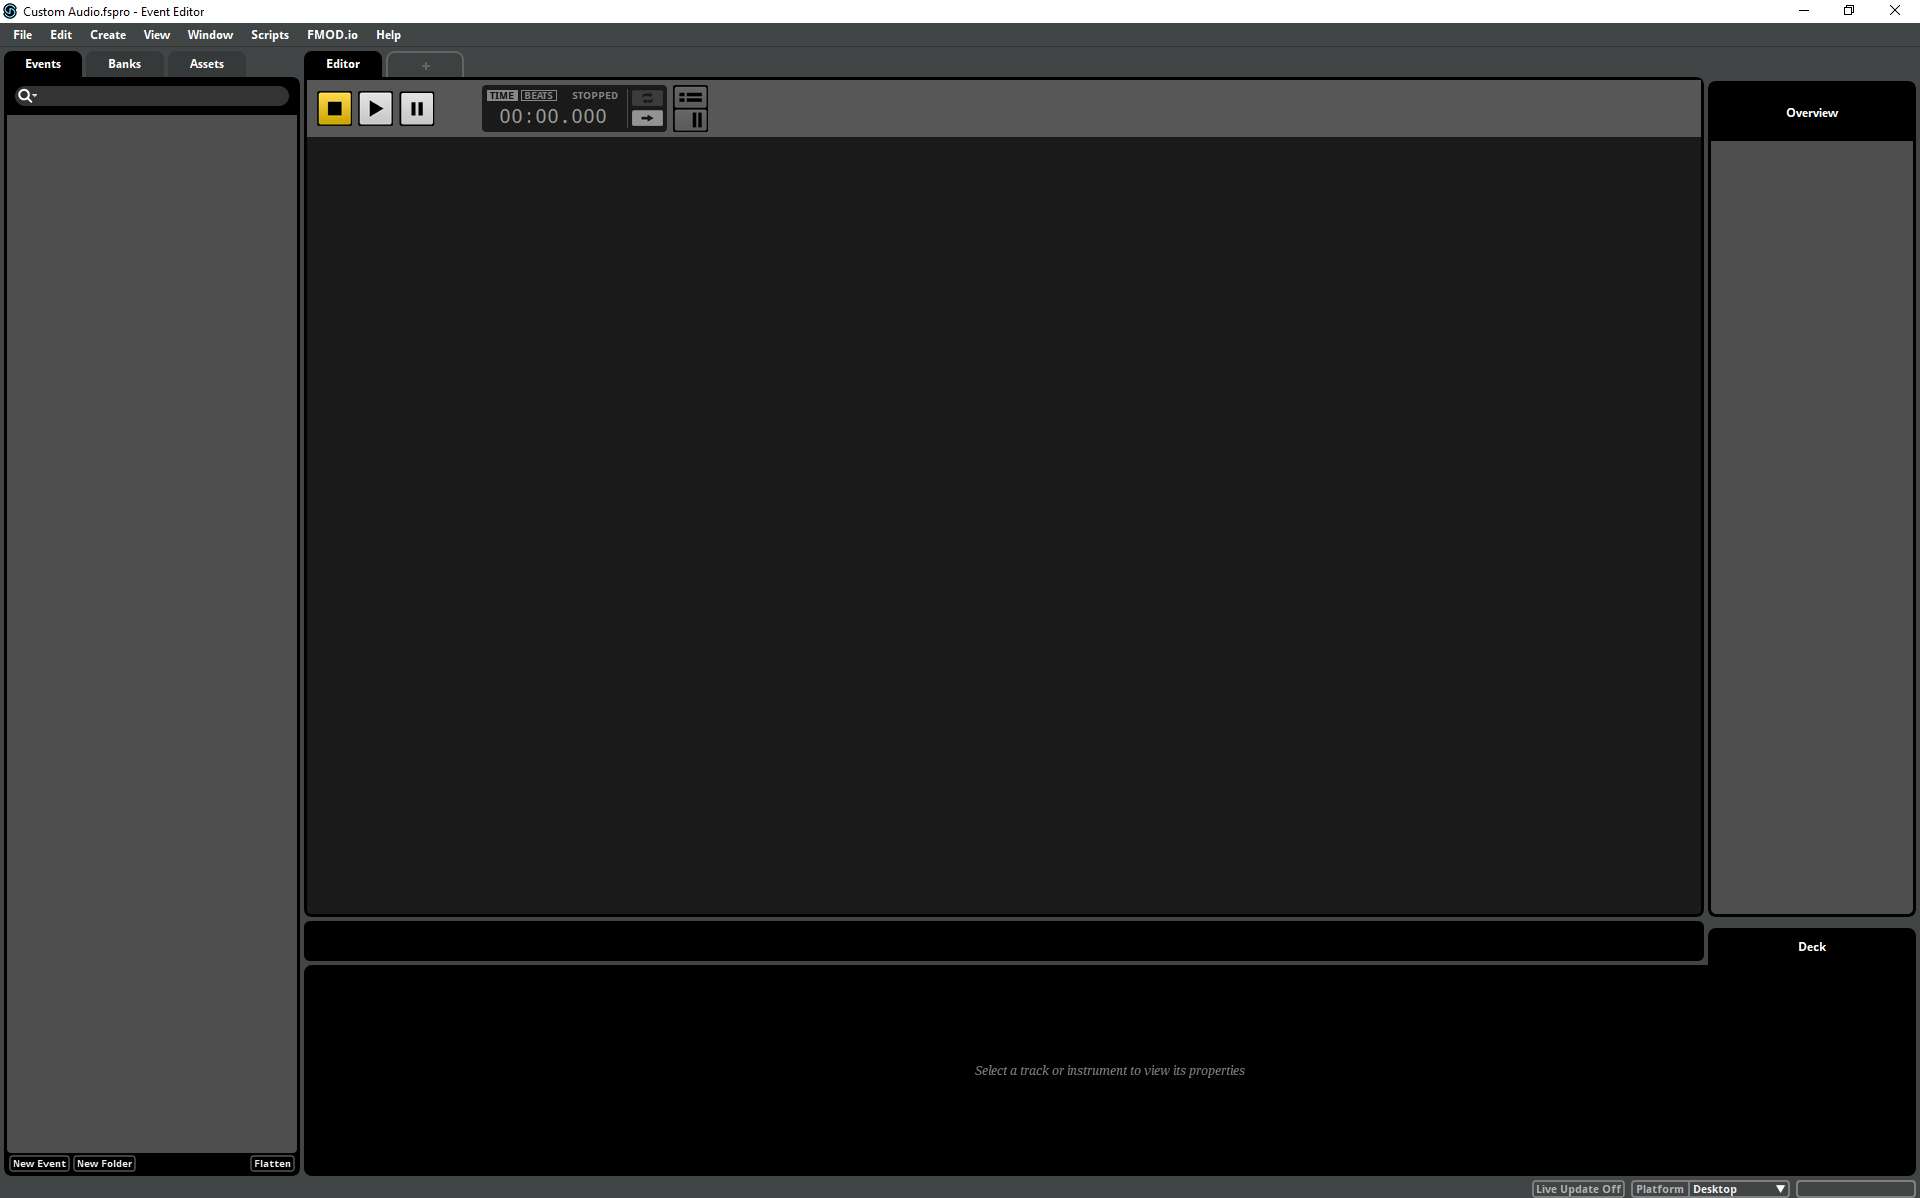 Custom Audio.fspro - Event Editor
File Edit Create View Window Scripts FMOD.io Help
Events Banks Assets
Editor +
TIME BEATS STOPPED
00:00.000
Overview
Deck
Select a track or instrument to view its properties
New Event New Folder Flatten
Live Update Off Platform Desktop